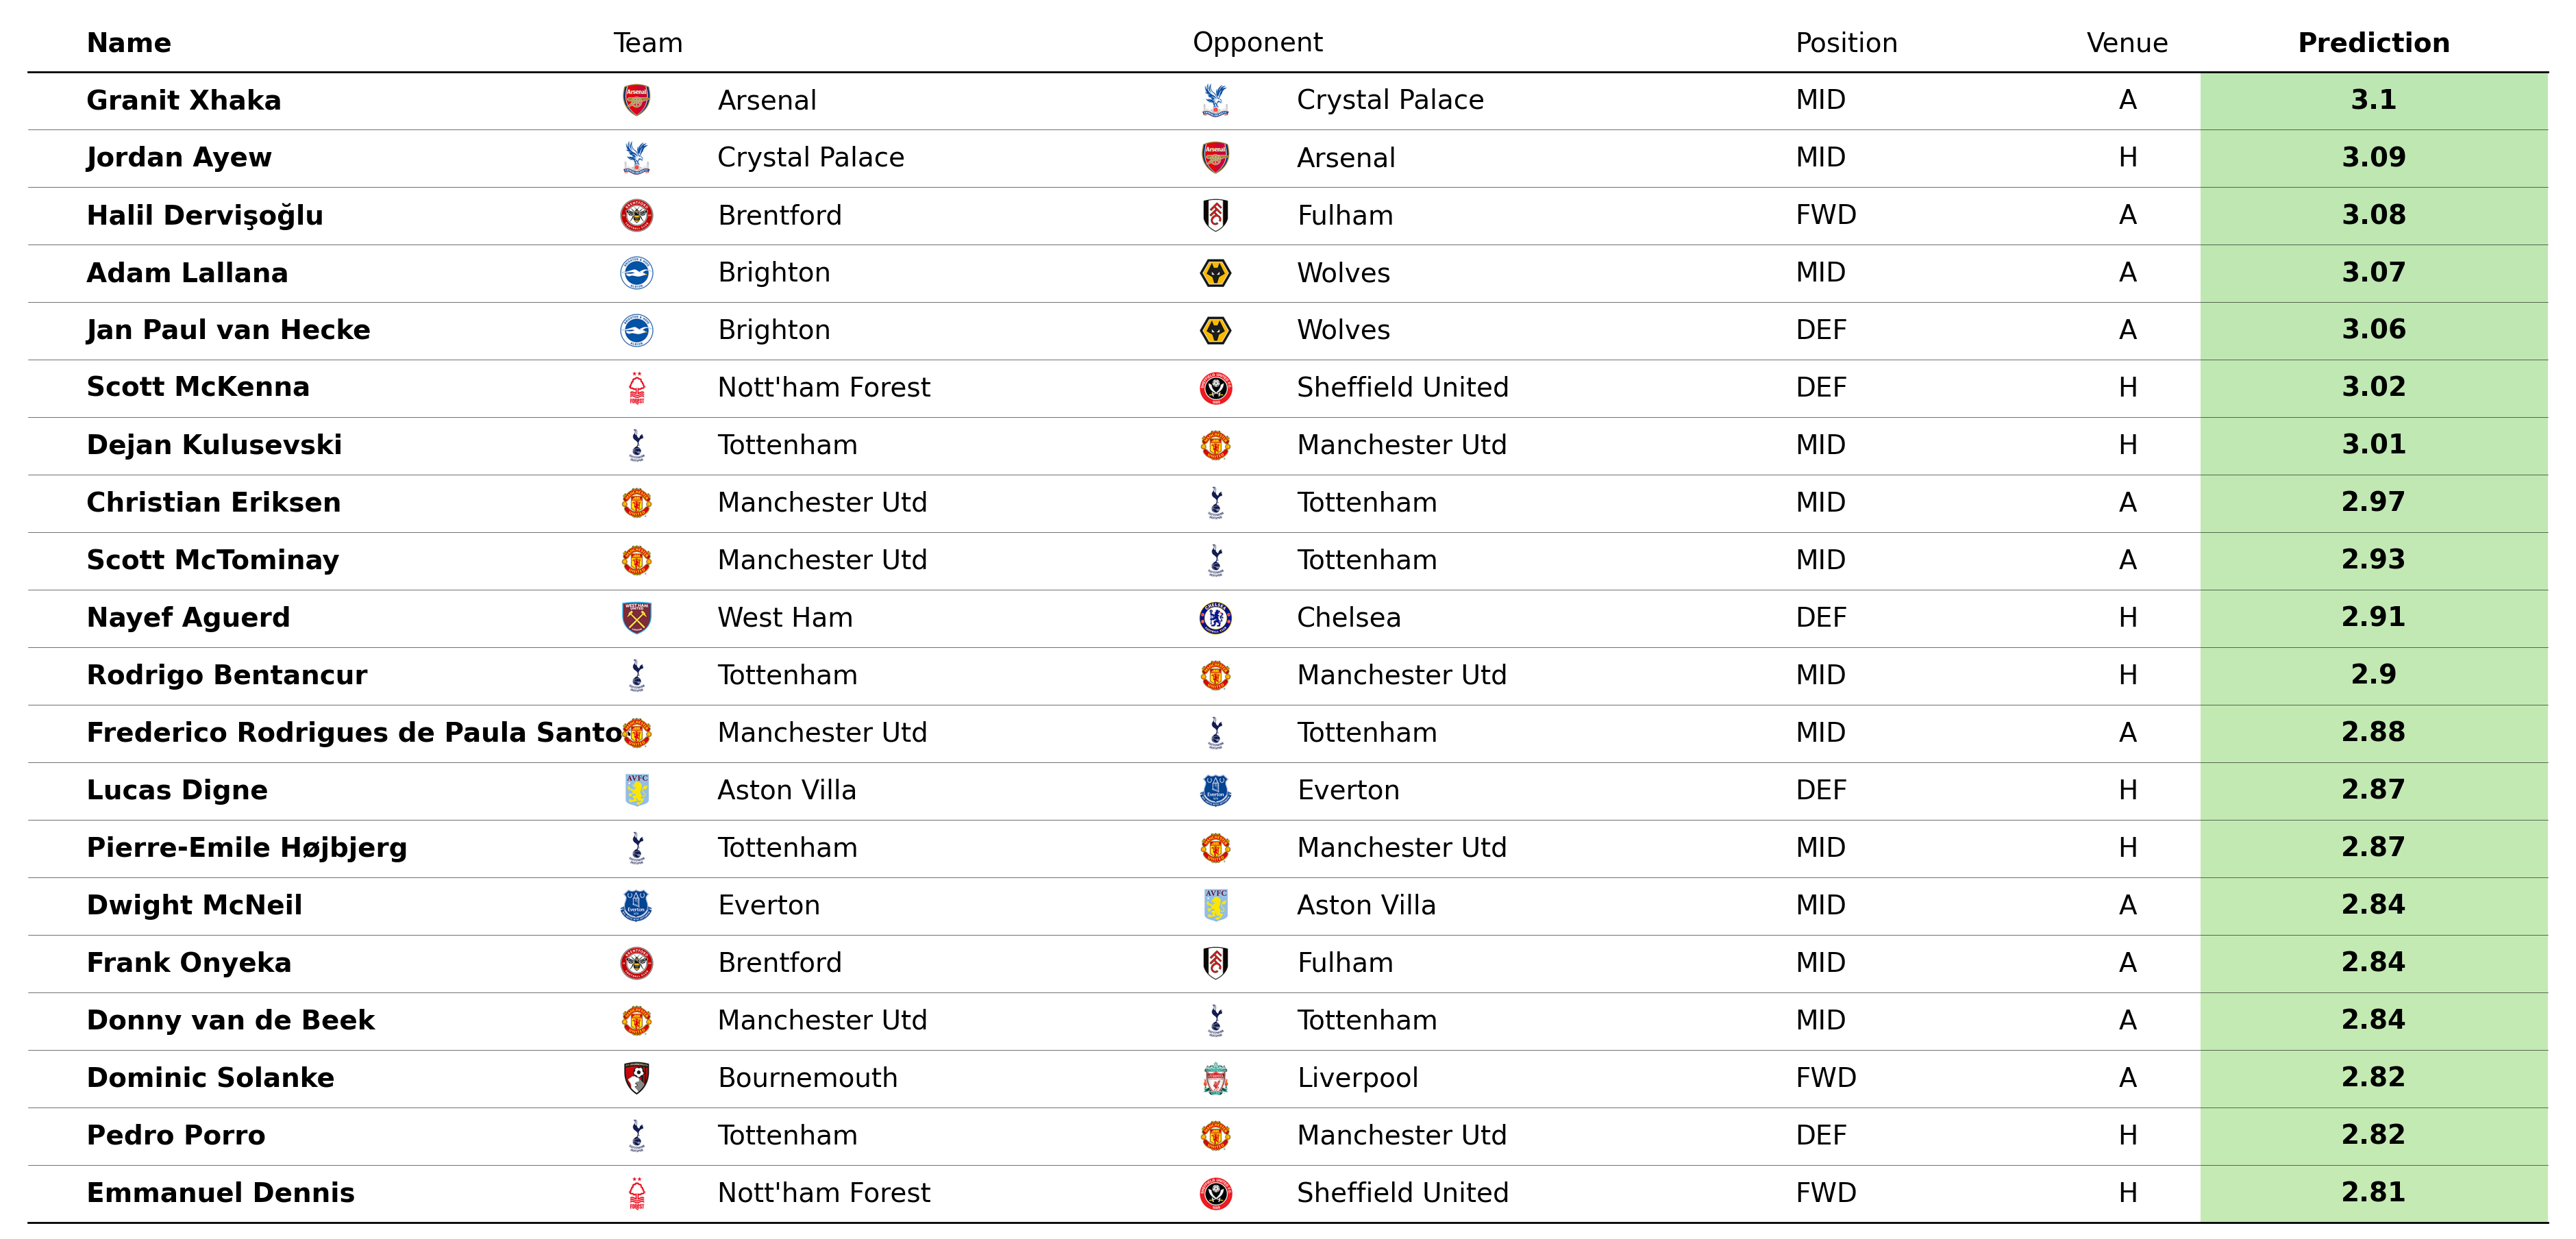 Name Team Opponent Position Venue Prediction
Granit Xhaka Arsenal Crystal Palace MID A 3.1
Jordan Ayew Crystal Palace Arsenal MID H 3.09
Halil Dervişoğlu Brentford Fulham FWD A 3.08
Adam Lallana Brighton Wolves MID A 3.07
Jan Paul van Hecke Brighton Wolves DEF A 3.06
Scott McKenna Nott'ham Forest Sheffield United DEF H 3.02
Dejan Kulusevski Tottenham Manchester Utd MID H 3.01
Christian Eriksen Manchester Utd Tottenham MID A 2.97
Scott McTominay Manchester Utd Tottenham MID A 2.93
Nayef Aguerd West Ham Chelsea DEF H 2.91
Rodrigo Bentancur Tottenham Manchester Utd MID H 2.9
Frederico Rodrigues de Paula Santo Manchester Utd Tottenham MID A 2.88
Lucas Digne Aston Villa Everton DEF H 2.87
Pierre-Emile Højbjerg Tottenham Manchester Utd MID H 2.87
Dwight McNeil Everton Aston Villa MID A 2.84
Frank Onyeka Brentford Fulham MID A 2.84
Donny van de Beek Manchester Utd Tottenham MID A 2.84
Dominic Solanke Bournemouth Liverpool FWD A 2.82
Pedro Porro Tottenham Manchester Utd DEF H 2.82
Emmanuel Dennis Nott'ham Forest Sheffield United FWD H 2.81